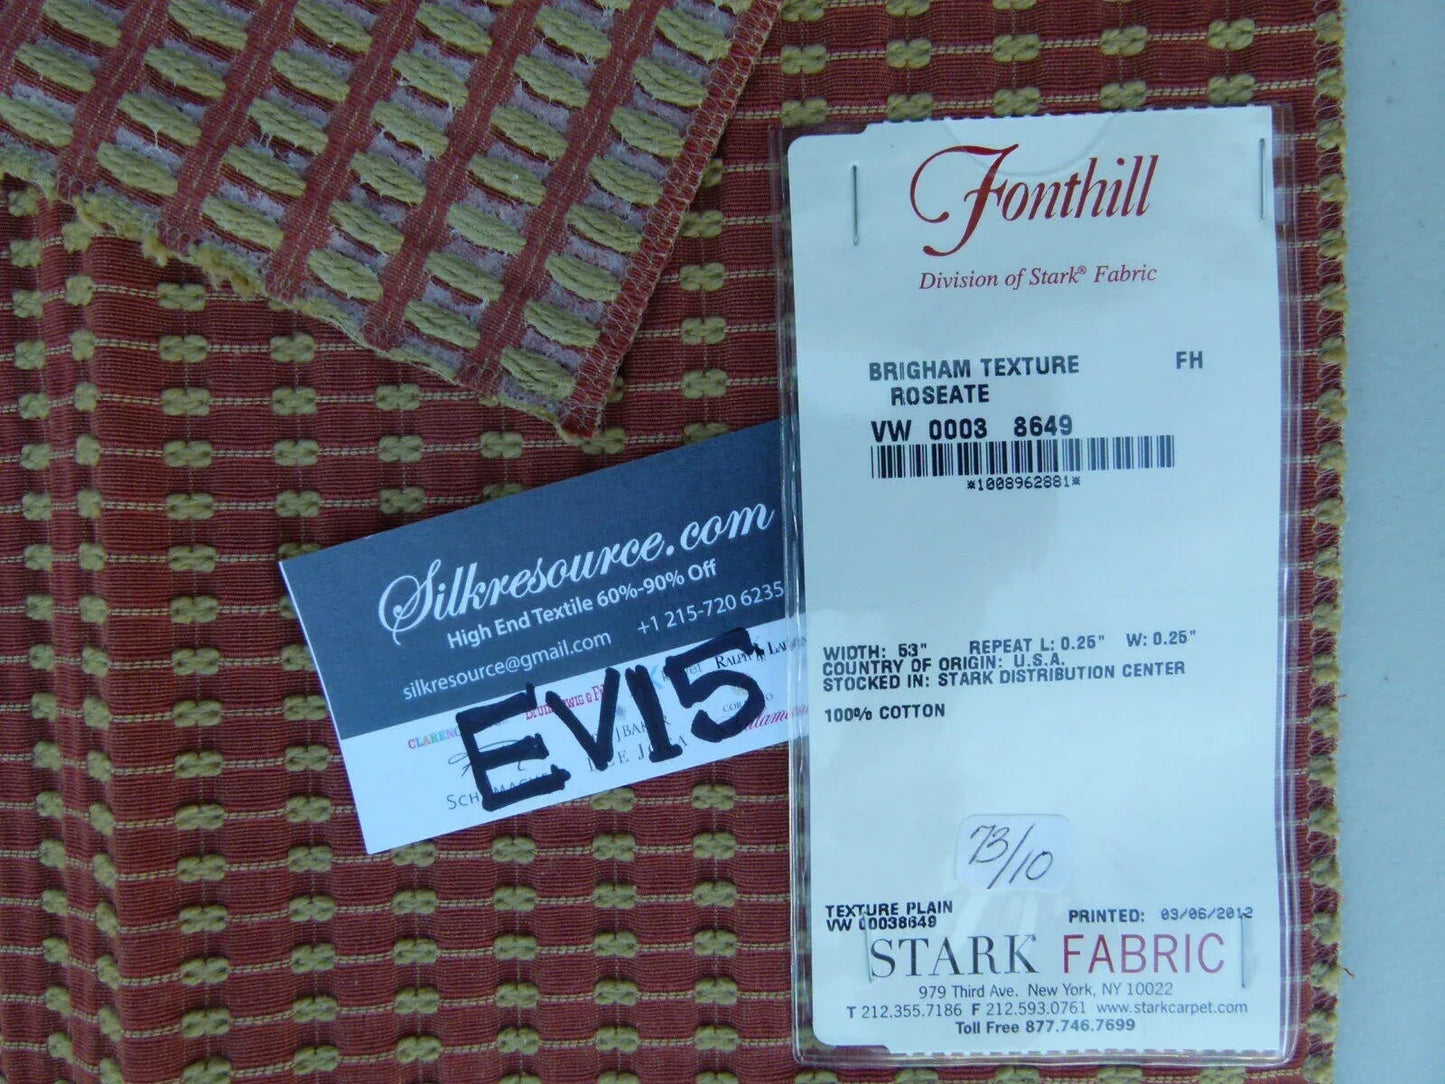 Fonthill
Division of Stark® Fabric
BRIGHAM TEXTURE FH
ROSEATE
VW 0003 8649
*1008962881*
WIDTH: 53" REPEAT L: 0.25" W: 0.25"
COUNTRY OF ORIGIN: U.S.A.
STOCKED IN: STARK DISTRIBUTION CENTER
100% COTTON
73/10
TEXTURE PLAIN PRINTED: 03/06/2012
VW 00038649
STARK FABRIC
979 Third Ave. New York, NY 10022
T 212.355.7186 F 212.593.0761 www.starkcarpet.com
Toll Free 877.746.7699
Silkresource.com
High End Textile 60%-90% Off
silkresource@gmail.com +1 215-720 6235
EV15